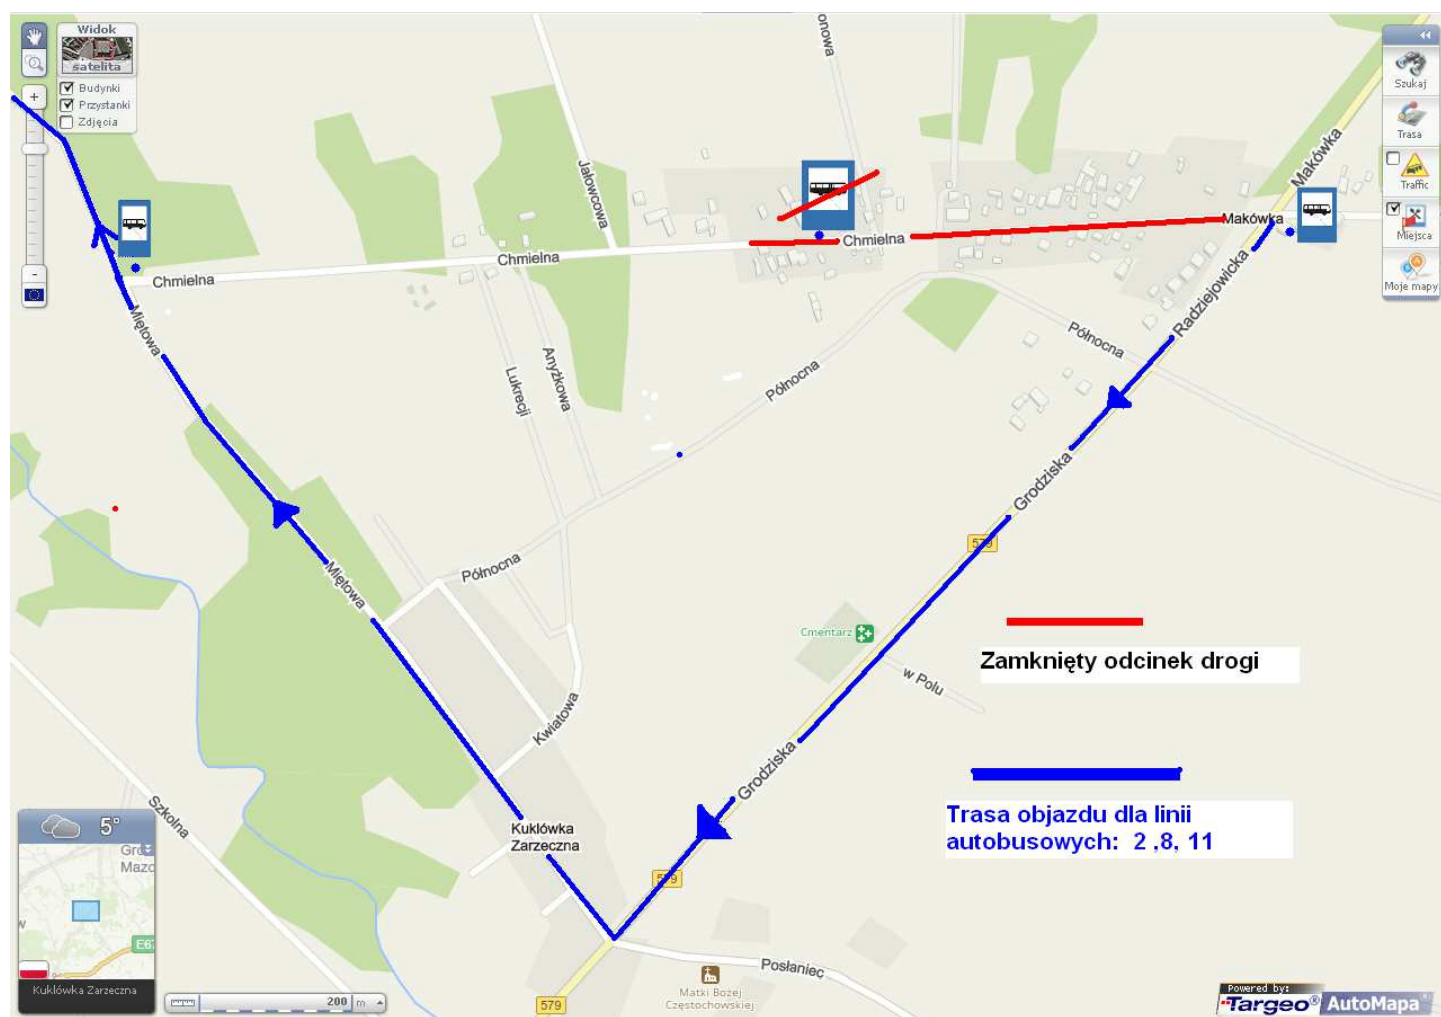 Widok
satelita
Budynki
Przystanki
Zdjęcia
+
-
onowa
Jałowcowa
Makówka
Szukaj
Trasa
Traffic
Miejsca
Moje mapy
Makówka
Chmielna
Chmielna
Chmielna
Radziejowicka
Północna
Miętowa
Północna
Lukrecji
Anyżkowa
Grodziska
579
Północna
Miętowa
Cmentarz
w Polu
Zamknięty odcinek drogi
Kwiatowa
Grodziska
Trasa objazdu dla linii
autobusowych: 2 ,8, 11
Szkolna
5°
Kuklówka
Zarzeczna
579
E67
Kuklówka Zarzeczna
200 m
579
Posłaniec
Matki Bożej
Częstochowskiej
Powered by:
Targeo® AutoMapa®